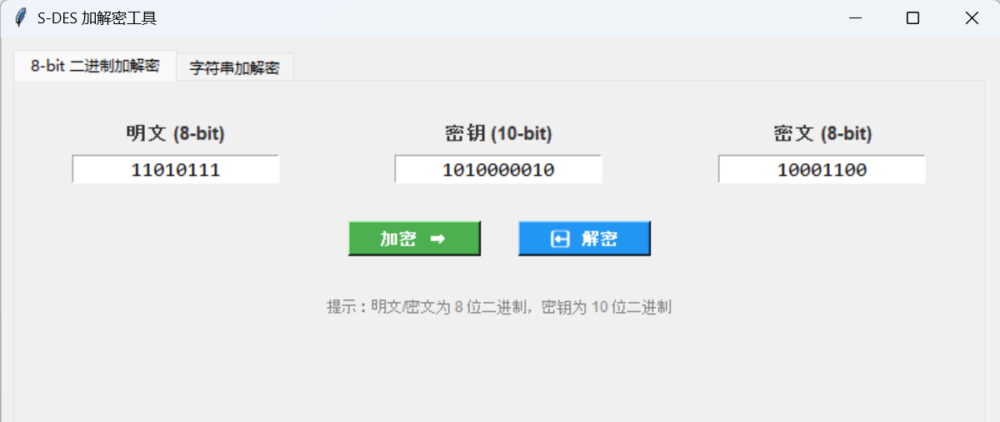 S-DES 加解密工具
8-bit 二进制加解密 字符串加解密
明文 (8-bit) 密钥 (10-bit) 密文 (8-bit)
11010111 1010000010 10001100
加密 ➡ ⬅ 解密
提示：明文/密文为 8 位二进制，密钥为 10 位二进制